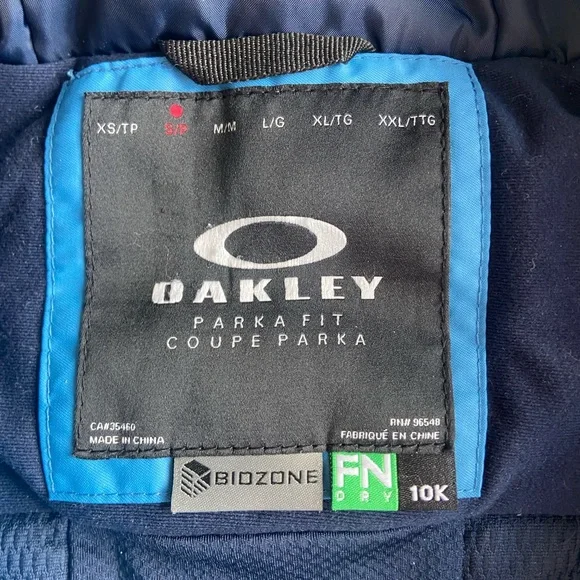 XS/TP S/P M/M L/G XL/TG XXL/TTG
OAKLEY
PARKA FIT
COUPE PARKA
CA#35460 RN# 96548
MADE IN CHINA FABRIQUÉ EN CHINE
BIOZONE
FN
DRY
10K